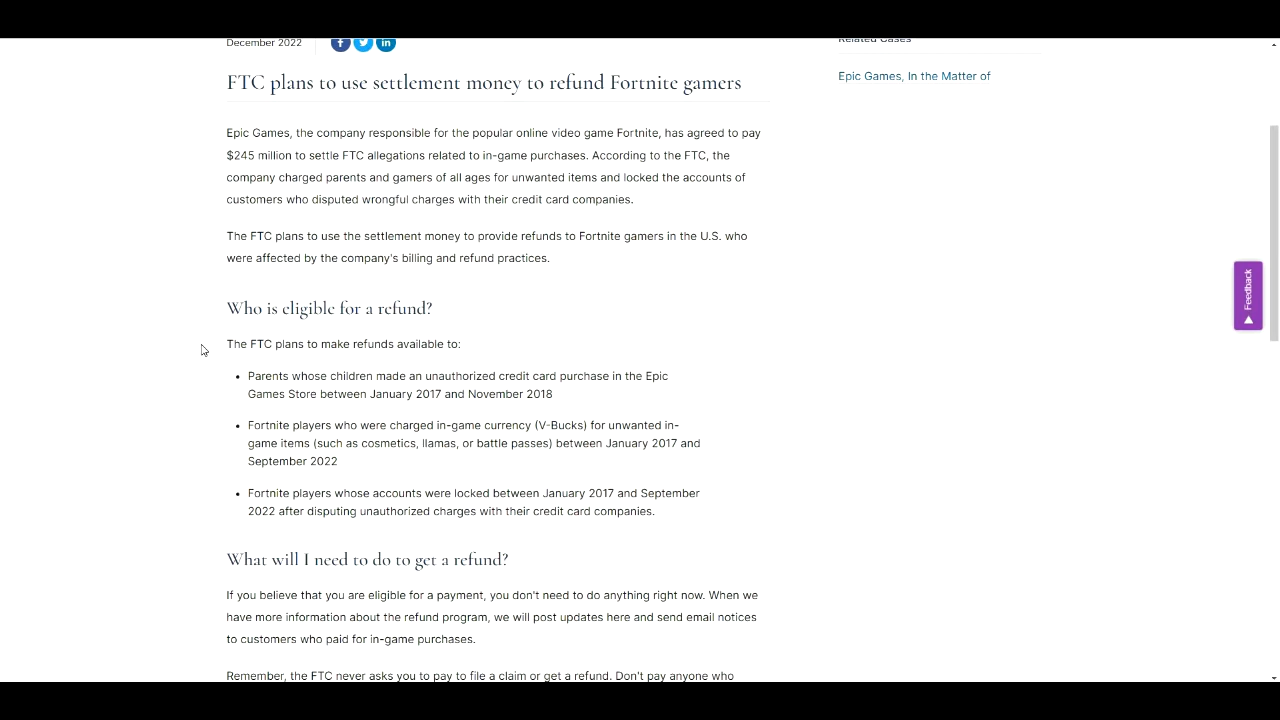 December 2022
Related Cases
FTC plans to use settlement money to refund Fortnite gamers
Epic Games, In the Matter of
Epic Games, the company responsible for the popular online video game Fortnite, has agreed to pay
$245 million to settle FTC allegations related to in-game purchases. According to the FTC, the
company charged parents and gamers of all ages for unwanted items and locked the accounts of
customers who disputed wrongful charges with their credit card companies.
The FTC plans to use the settlement money to provide refunds to Fortnite gamers in the U.S. who
were affected by the company's billing and refund practices.
Feedback
Who is eligible for a refund?
The FTC plans to make refunds available to:
• Parents whose children made an unauthorized credit card purchase in the Epic
Games Store between January 2017 and November 2018
• Fortnite players who were charged in-game currency (V-Bucks) for unwanted in-
game items (such as cosmetics, llamas, or battle passes) between January 2017 and
September 2022
• Fortnite players whose accounts were locked between January 2017 and September
2022 after disputing unauthorized charges with their credit card companies.
What will I need to do to get a refund?
If you believe that you are eligible for a payment, you don't need to do anything right now. When we
have more information about the refund program, we will post updates here and send email notices
to customers who paid for in-game purchases.
Remember, the FTC never asks you to pay to file a claim or get a refund. Don't pay anyone who